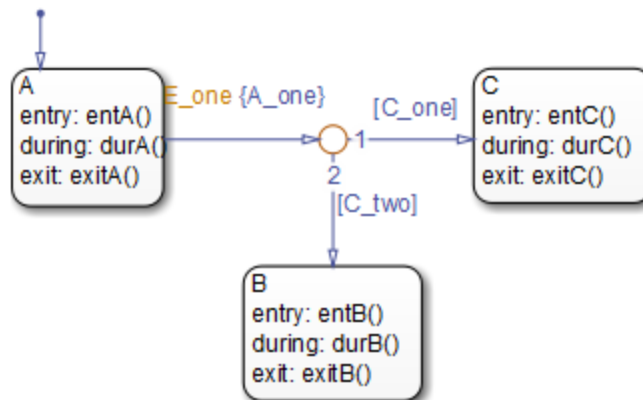 A
entry: entA()
during: durA()
exit: exitA()
E_one {A_one}
1
[C_one]
C
entry: entC()
during: durC()
exit: exitC()
2
[C_two]
B
entry: entB()
during: durB()
exit: exitB()